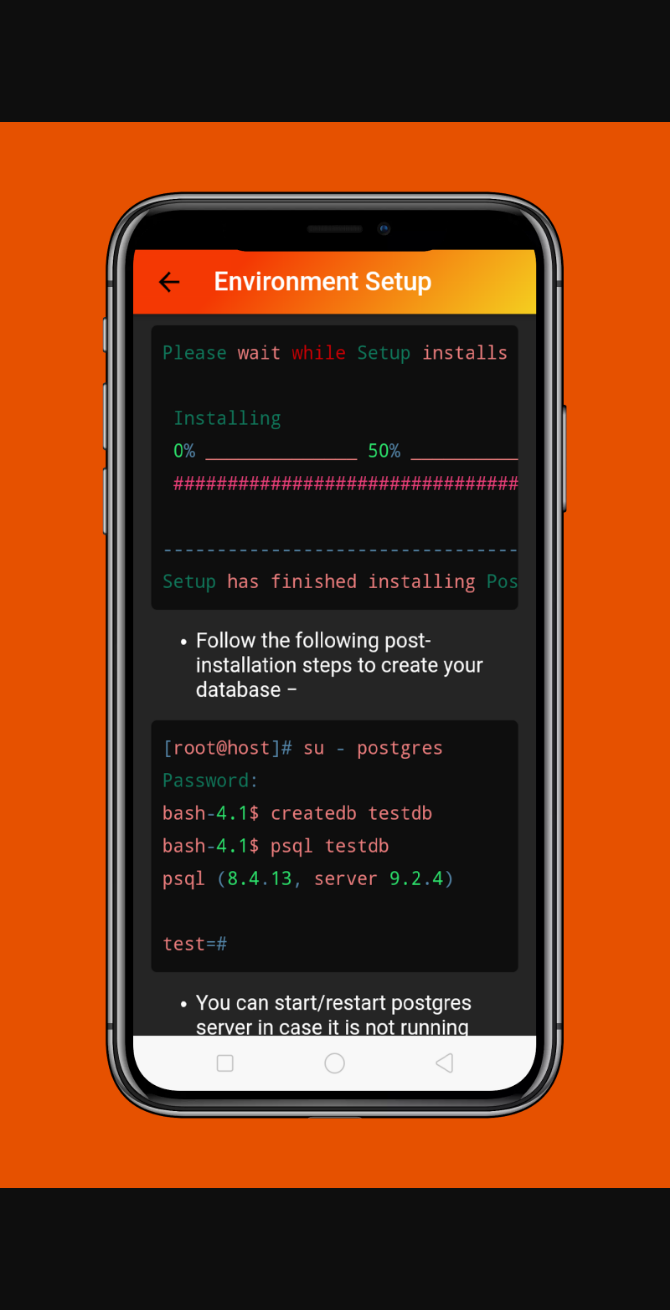 Environment Setup
Please wait while Setup installs
Installing
0% ______________ 50% __________
################################
---------------------------------
Setup has finished installing Pos
• Follow the following post-
installation steps to create your
database –
[root@host]# su - postgres
Password:
bash-4.1$ createdb testdb
bash-4.1$ psql testdb
psql (8.4.13, server 9.2.4)
test=#
• You can start/restart postgres
server in case it is not running